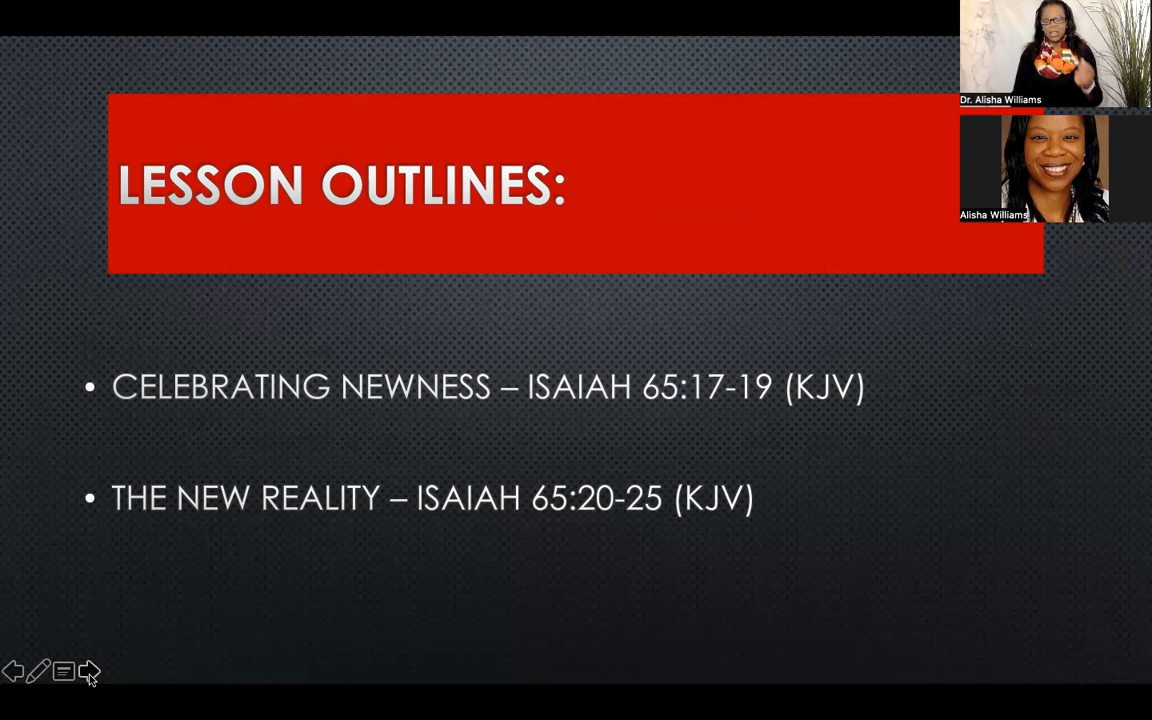 Dr. Alisha Williams
Alisha Williams
LESSON OUTLINES:
• CELEBRATING NEWNESS – ISAIAH 65:17-19 (KJV)
• THE NEW REALITY – ISAIAH 65:20-25 (KJV)